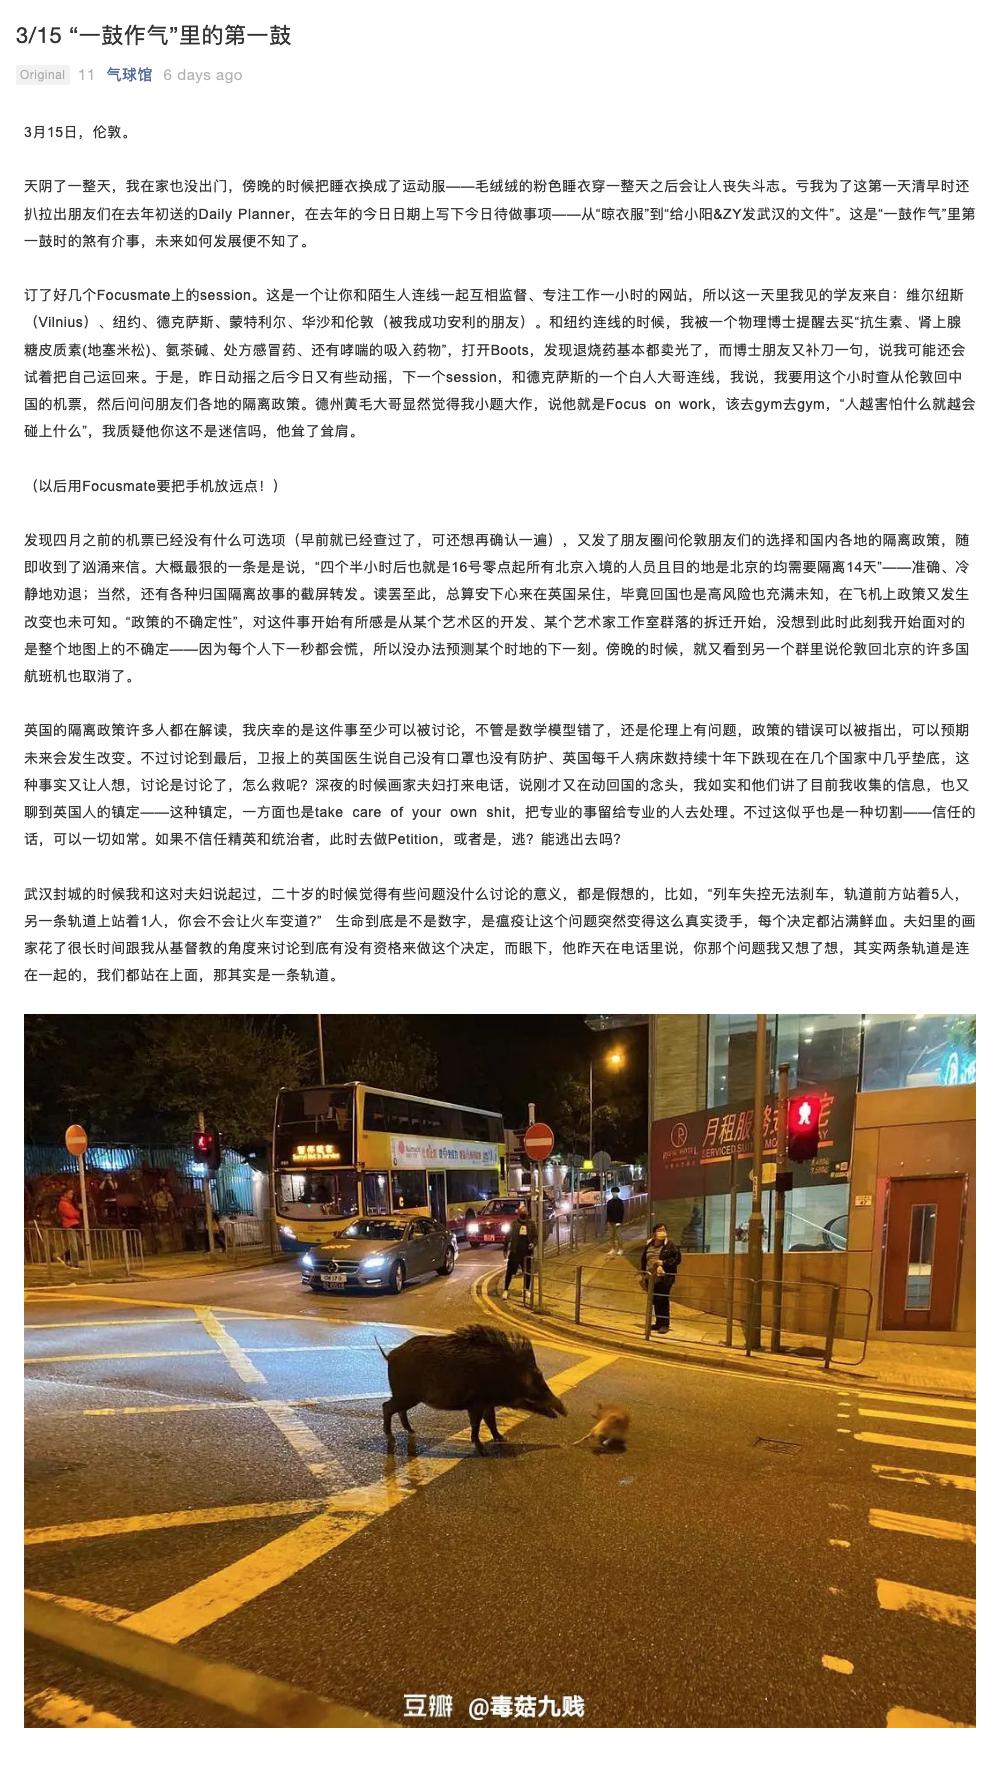 3/15 “一鼓作气”里的第一鼓
Original 11 气球馆 6 days ago
3月15日，伦敦。
天阴了一整天，我在家也没出门，傍晚的时候把睡衣换成了运动服——毛绒绒的粉色睡衣穿一整天之后会让人丧失斗志。亏我为了这第一天清早时还
扒拉出朋友们在去年初送的Daily Planner，在去年的今日日期上写下今日待做事项——从“晾衣服”到“给小阳&ZY发武汉的文件”。这是“一鼓作气”里第
一鼓时的煞有介事，未来如何发展便不知了。
订了好几个Focusmate上的session。这是一个让你和陌生人连线一起互相监督、专注工作一小时的网站，所以这一天里我见的学友来自：维尔纽斯
（Vilnius）、纽约、德克萨斯、蒙特利尔、华沙和伦敦（被我成功安利的朋友）。和纽约连线的时候，我被一个物理博士提醒去买“抗生素、肾上腺
糖皮质素(地塞米松)、氨茶碱、处方感冒药、还有哮喘的吸入药物”，打开Boots，发现退烧药基本都卖光了，而博士朋友又补刀一句，说我可能还会
试着把自己运回来。于是，昨日动摇之后今日又有些动摇，下一个session，和德克萨斯的一个白人大哥连线，我说，我要用这个小时查从伦敦回中
国的机票，然后问问朋友们各地的隔离政策。德州黄毛大哥显然觉得我小题大作，说他就是Focus on work，该去gym去gym，“人越害怕什么就越会
碰上什么”，我质疑他你这不是迷信吗，他耸了耸肩。
（以后用Focusmate要把手机放远点！）
发现四月之前的机票已经没有什么可选项（早前就已经查过了，可还想再确认一遍），又发了朋友圈问伦敦朋友们的选择和国内各地的隔离政策，随
即收到了汹涌来信。大概最狠的一条是是说，“四个半小时后也就是16号零点起所有北京入境的人员且目的地是北京的均需要隔离14天”——准确、冷
静地劝退；当然，还有各种归国隔离故事的截屏转发。读罢至此，总算安下心来在英国呆住，毕竟回国也是高风险也充满未知，在飞机上政策又发生
改变也未可知。“政策的不确定性”，对这件事开始有所感是从某个艺术区的开发、某个艺术家工作室群落的拆迁开始，没想到此时此刻我开始面对的
是整个地图上的不确定——因为每个人下一秒都会慌，所以没办法预测某个时地的下一刻。傍晚的时候，就又看到另一个群里说伦敦回北京的许多国
航班机也取消了。
英国的隔离政策许多人都在解读，我庆幸的是这件事至少可以被讨论，不管是数学模型错了，还是伦理上有问题，政策的错误可以被指出，可以预期
未来会发生改变。不过讨论到最后，卫报上的英国医生说自己没有口罩也没有防护、英国每千人病床数持续十年下跌现在在几个国家中几乎垫底，这
种事实又让人想，讨论是讨论了，怎么救呢？深夜的时候画家夫妇打来电话，说刚才又在动回国的念头，我如实和他们讲了目前我收集的信息，也又
聊到英国人的镇定——这种镇定，一方面也是take care of your own shit，把专业的事留给专业的人去处理。不过这似乎也是一种切割——信任的
话，可以一切如常。如果不信任精英和统治者，此时去做Petition，或者是，逃？能逃出去吗？
武汉封城的时候我和这对夫妇说起过，二十岁的时候觉得有些问题没什么讨论的意义，都是假想的，比如，“列车失控无法刹车，轨道前方站着5人，
另一条轨道上站着1人，你会不会让火车变道？” 生命到底是不是数字，是瘟疫让这个问题突然变得这么真实烫手，每个决定都沾满鲜血。夫妇里的画
家花了很长时间跟我从基督教的角度来讨论到底有没有资格来做这个决定，而眼下，他昨天在电话里说，你那个问题我又想了想，其实两条轨道是连
在一起的，我们都站在上面，那其实是一条轨道。
月租服务式
SERVICED
豆瓣 @毒菇九贱